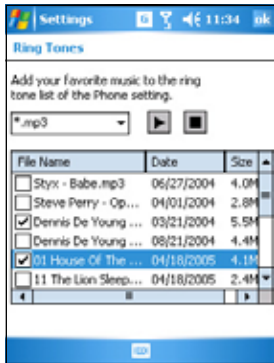 Settings 11:34 ok
Ring Tones
Add your favorite music to the ring
tone list of the Phone setting.
*.mp3
File Name Date Size
Styx - Babe.mp3 06/27/2004 4.0M
Steve Perry - Op... 04/01/2004 2.8M
Dennis De Young ... 03/21/2004 5.5M
Dennis De Young ... 08/21/2004 4.4M
01 House Of The ... 04/18/2005 4.1M
11 The Lion Sleep... 04/18/2005 2.4M